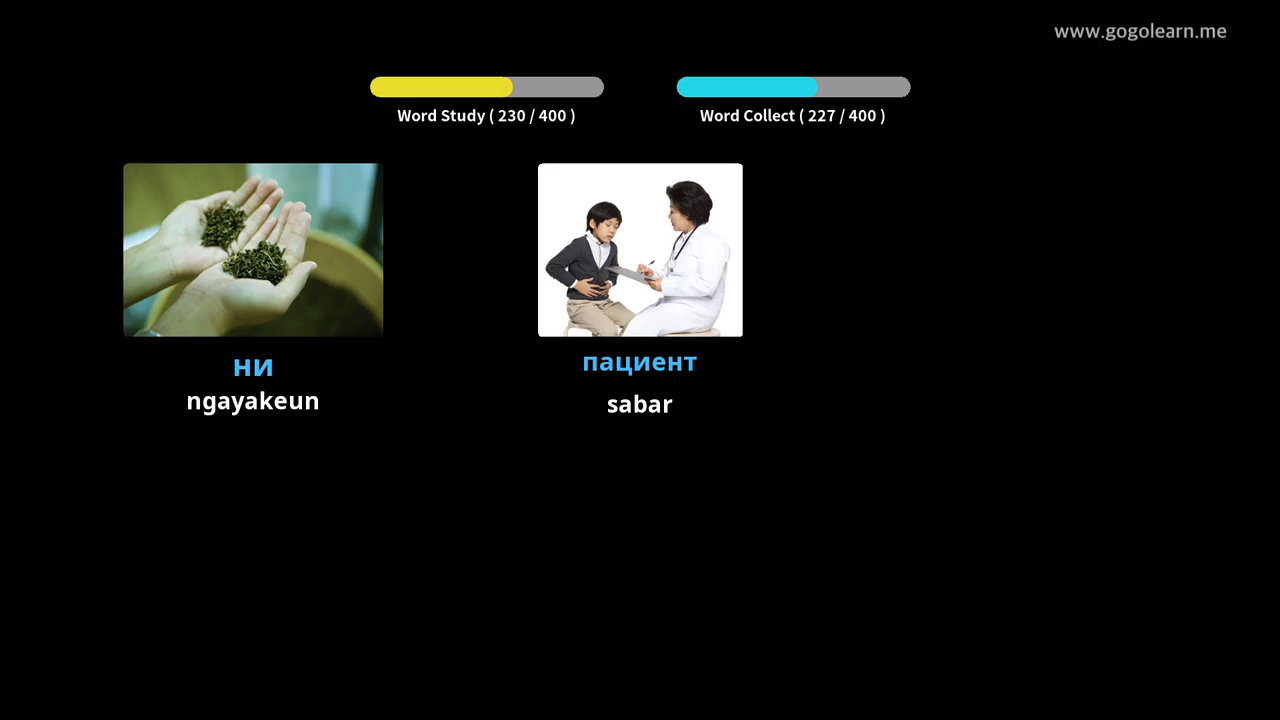 www.gogolearn.me
Word Study ( 230 / 400 )
Word Collect ( 227 / 400 )
ни
ngayakeun
пациент
sabar